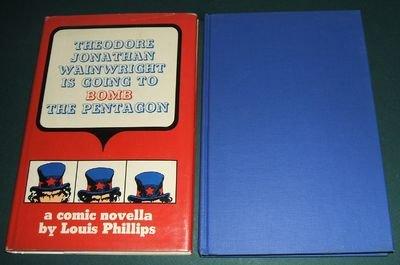 THEODORE
JONATHAN
WAINWRIGHT
IS GOING TO
BOMB
THE PENTAGON
a comic novella
by Louis Phillips